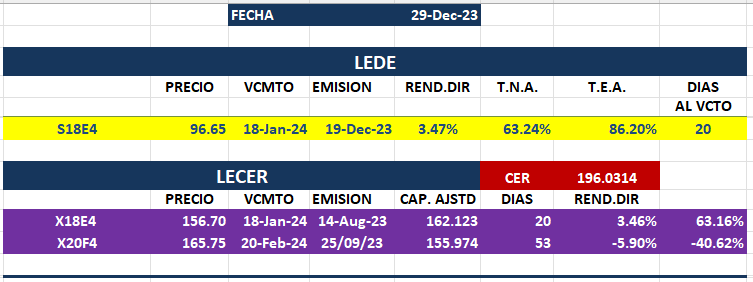 FECHA 29-Dec-23
LEDE
PRECIO VCMTO EMISION REND.DIR T.N.A. T.E.A. DIAS
AL VCTO
S18E4 96.65 18-Jan-24 19-Dec-23 3.47% 63.24% 86.20% 20
LECER CER 196.0314
PRECIO VCMTO EMISION CAP. AJSTD DIAS REND.DIR
X18E4 156.70 18-Jan-24 14-Aug-23 162.123 20 3.46% 63.16%
X20F4 165.75 20-Feb-24 25/09/23 155.974 53 -5.90% -40.62%